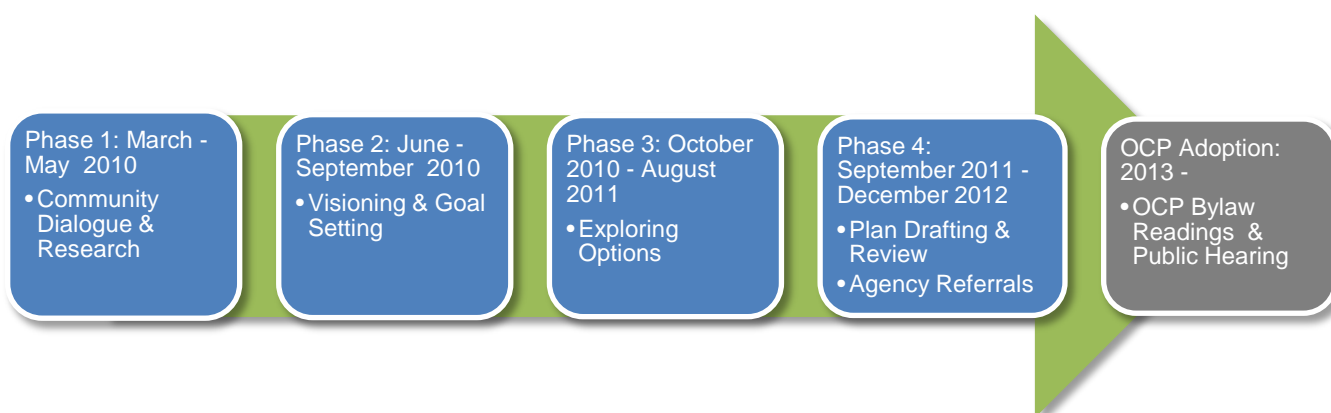 Phase 1: March -
May 2010
•Community
Dialogue &
Research
Phase 2: June -
September 2010
•Visioning & Goal
Setting
Phase 3: October
2010 - August
2011
•Exploring
Options
Phase 4:
September 2011 -
December 2012
•Plan Drafting &
Review
•Agency Referrals
OCP Adoption:
2013 -
•OCP Bylaw
Readings &
Public Hearing